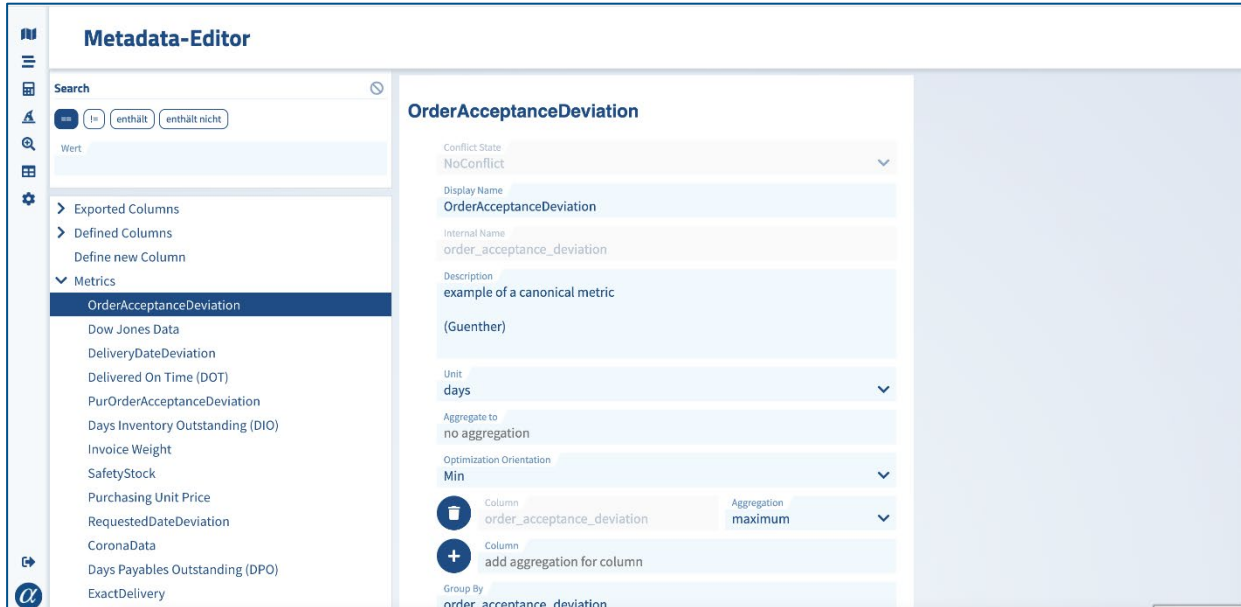 Metadata-Editor
Search
==
!=
enthält
enthält nicht
Wert
Exported Columns
Defined Columns
Define new Column
Metrics
OrderAcceptanceDeviation
Dow Jones Data
DeliveryDateDeviation
Delivered On Time (DOT)
PurOrderAcceptanceDeviation
Days Inventory Outstanding (DIO)
Invoice Weight
SafetyStock
Purchasing Unit Price
RequestedDateDeviation
CoronaData
Days Payables Outstanding (DPO)
ExactDelivery
OrderAcceptanceDeviation
Conflict State
NoConflict
Display Name
OrderAcceptanceDeviation
Internal Name
order_acceptance_deviation
Description
example of a canonical metric
(Guenther)
Unit
days
Aggregate to
no aggregation
Optimization Orientation
Min
Column
order_acceptance_deviation
Aggregation
maximum
Column
add aggregation for column
Group By
order_acceptance_deviation